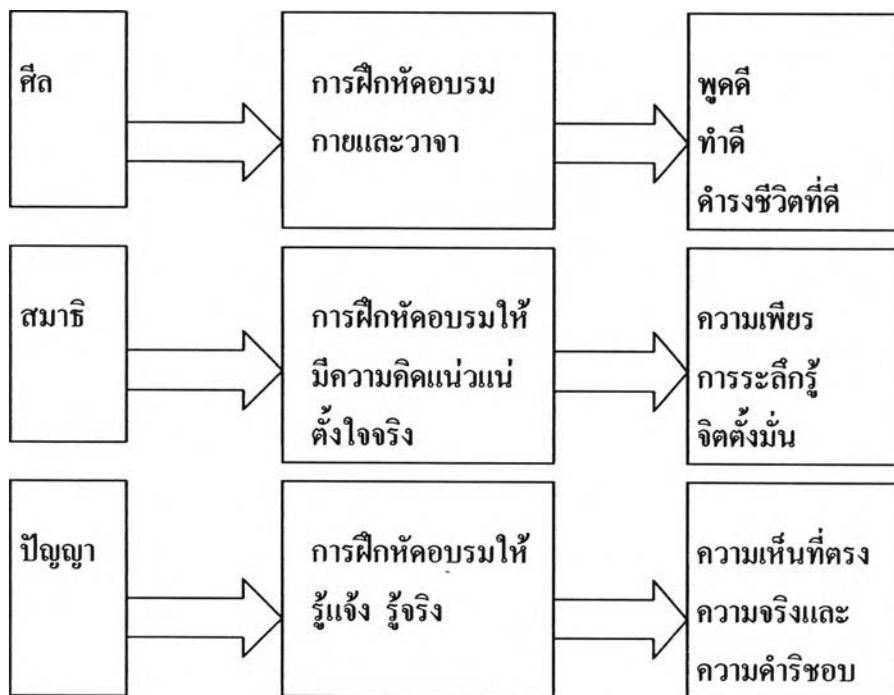 ศีล
การฝึกหัดอบรม
กายและวาจา
พูดดี
ทำดี
ดำรงชีวิตที่ดี
สมาธิ
การฝึกหัดอบรมให้
มีความคิดแน่วแน่
ตั้งใจจริง
ความเพียร
การระลึกรู้
จิตตั้งมั่น
ปัญญา
การฝึกหัดอบรมให้
รู้แจ้ง รู้จริง
ความเห็นที่ตรง
ความจริงและ
ความดำริชอบ